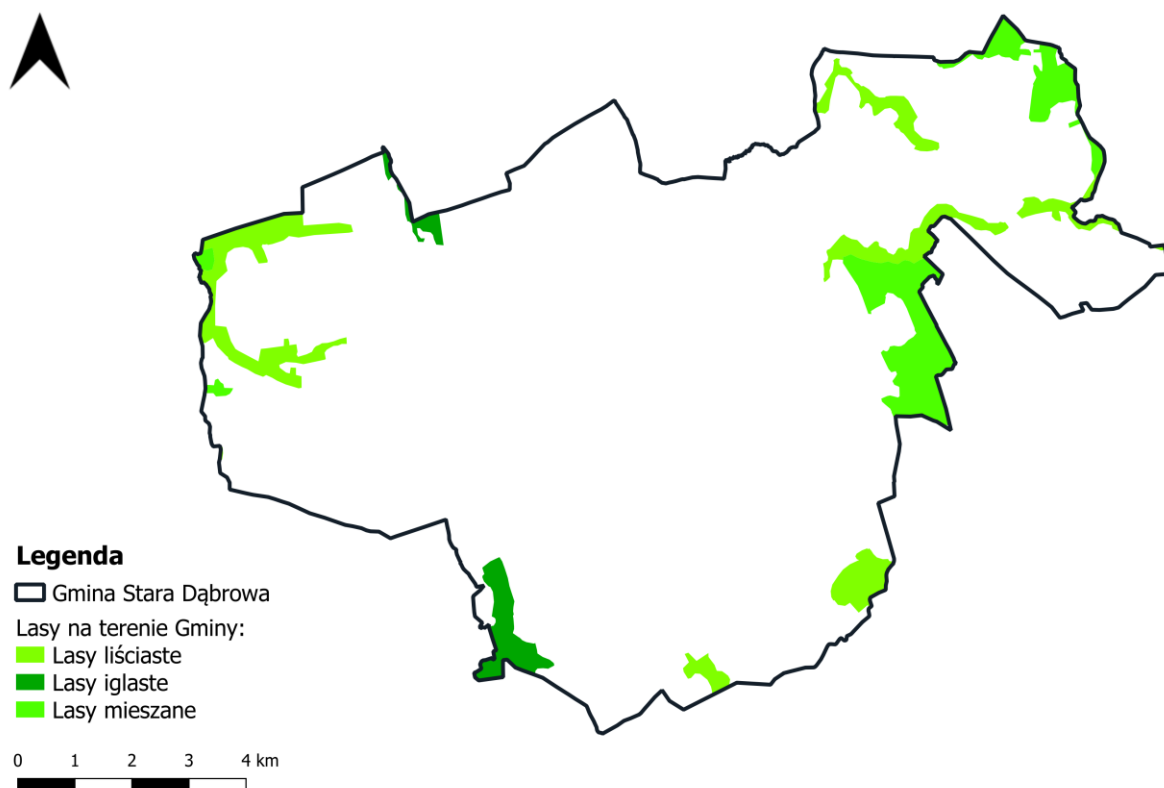 Legenda
Gmina Stara Dąbrowa
Lasy na terenie Gminy:
Lasy liściaste
Lasy iglaste
Lasy mieszane
0 1 2 3 4 km